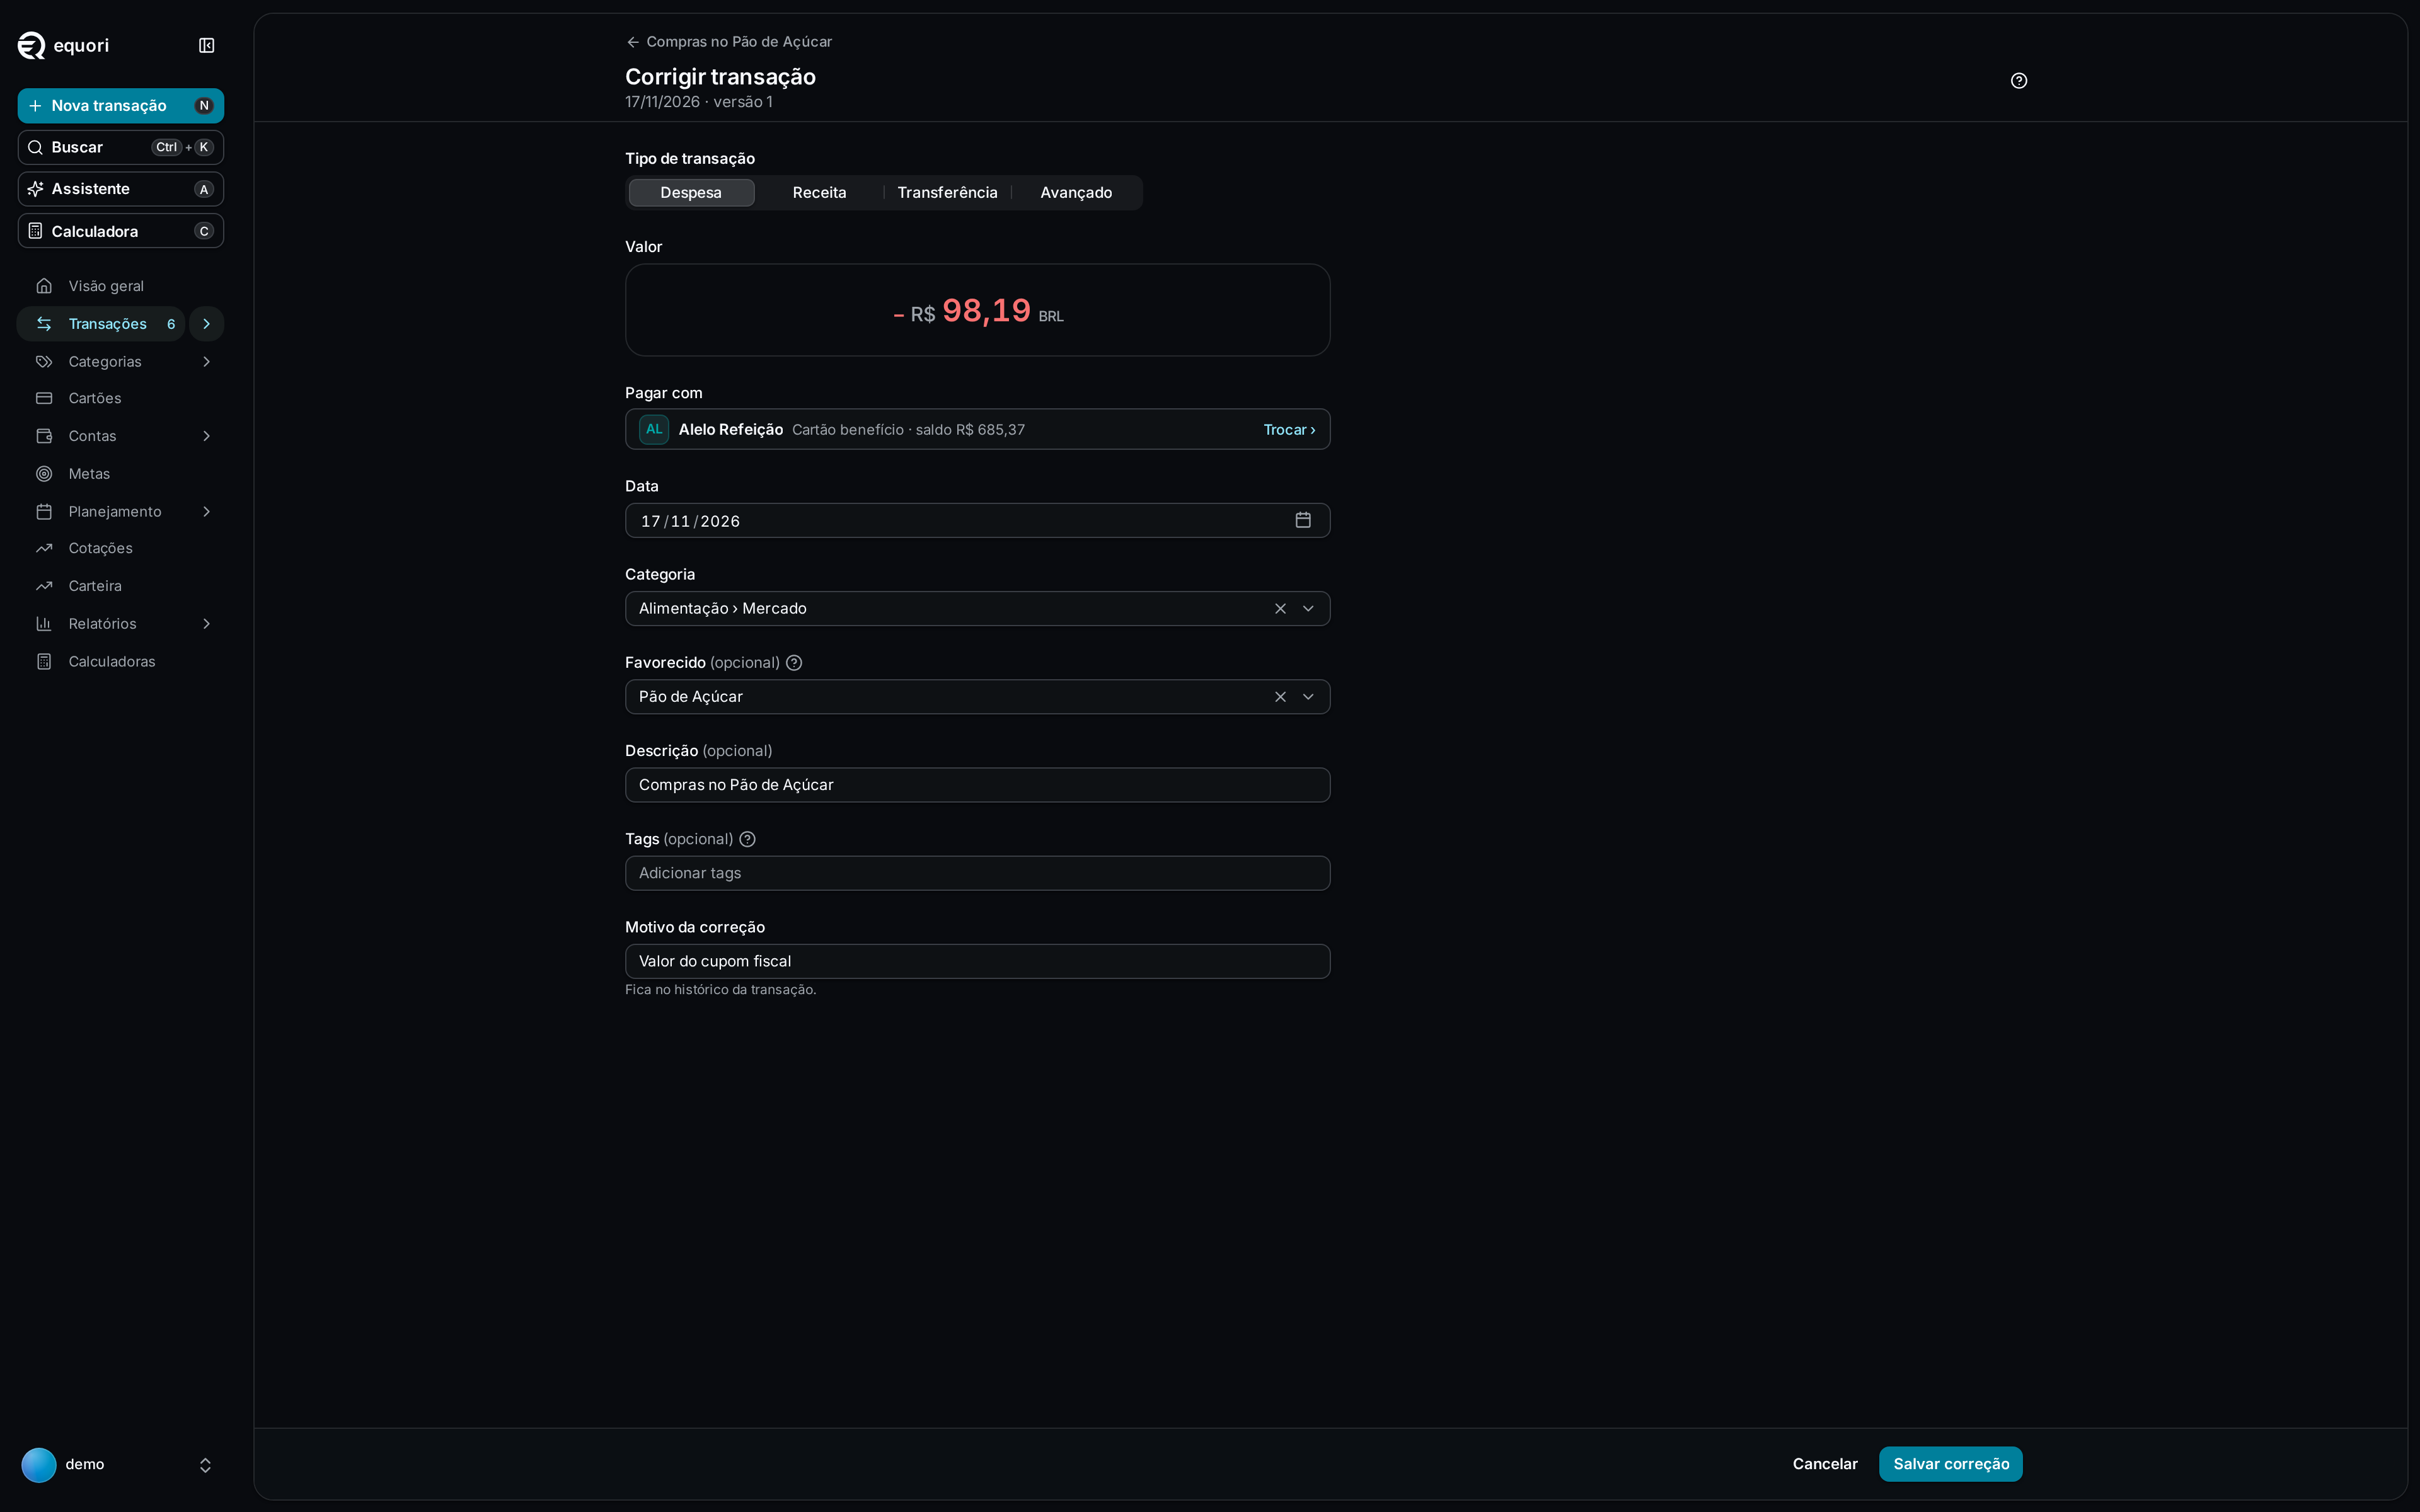 equori
Nova transação N
Buscar Ctrl + K
Assistente A
Calculadora C
Visão geral
Transações 6
Categorias
Cartões
Contas
Metas
Planejamento
Cotações
Carteira
Relatórios
Calculadoras
demo
Compras no Pão de Açúcar
Corrigir transação
17/11/2026 · versão 1
Tipo de transação
Despesa Receita Transferência Avançado
Valor
– R$ 98,19 BRL
Pagar com
AL Alelo Refeição Cartão benefício · saldo R$ 685,37 Trocar ›
Data
17/11/2026
Categoria
Alimentação › Mercado
Favorecido (opcional)
Pão de Açúcar
Descrição (opcional)
Compras no Pão de Açúcar
Tags (opcional)
Adicionar tags
Motivo da correção
Valor do cupom fiscal
Fica no histórico da transação.
Cancelar Salvar correção